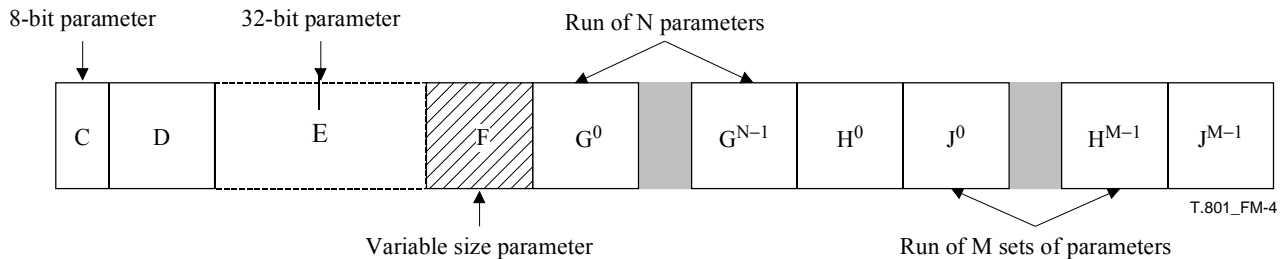 8-bit parameter 32-bit parameter Run of N parameters
C D E F G⁰ Gᴺ⁻¹ H⁰ J⁰ Hᴹ⁻¹ Jᴹ⁻¹
T.801_FM-4
Variable size parameter Run of M sets of parameters